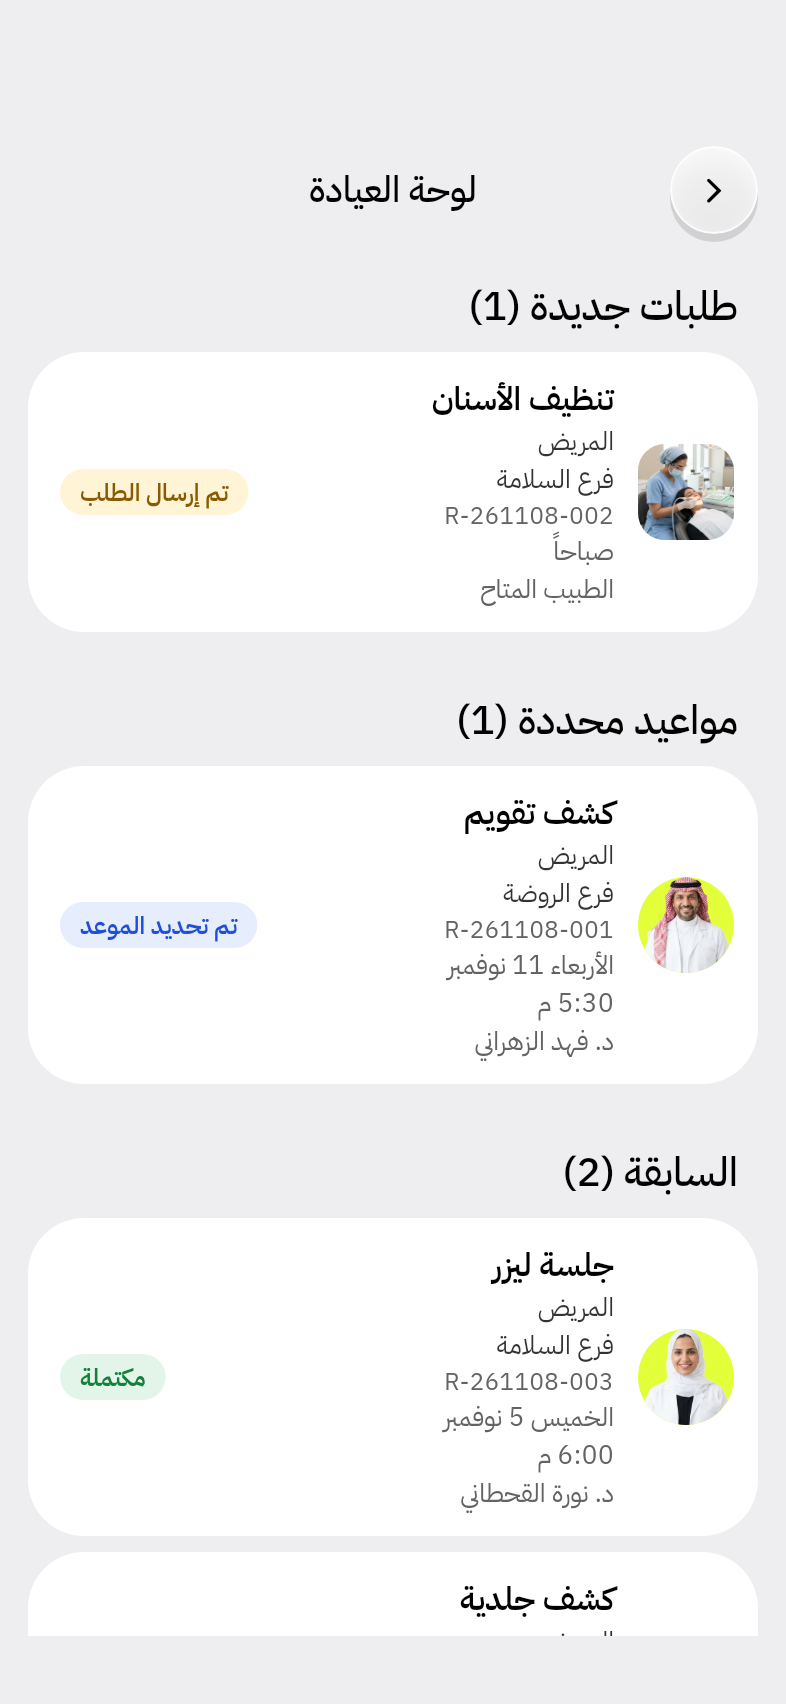 لوحة العيادة
طلبات جديدة (1)
تنظيف الأسنان
المريض
فرع السلامة
R-261108-002
صباحاً
الطبيب المتاح
تم إرسال الطلب
مواعيد محددة (1)
كشف تقويم
المريض
فرع الروضة
R-261108-001
الأربعاء 11 نوفمبر
5:30 م
د. فهد الزهراني
تم تحديد الموعد
السابقة (2)
جلسة ليزر
المريض
فرع السلامة
R-261108-003
الخميس 5 نوفمبر
6:00 م
د. نورة القحطاني
مكتملة
كشف جلدية